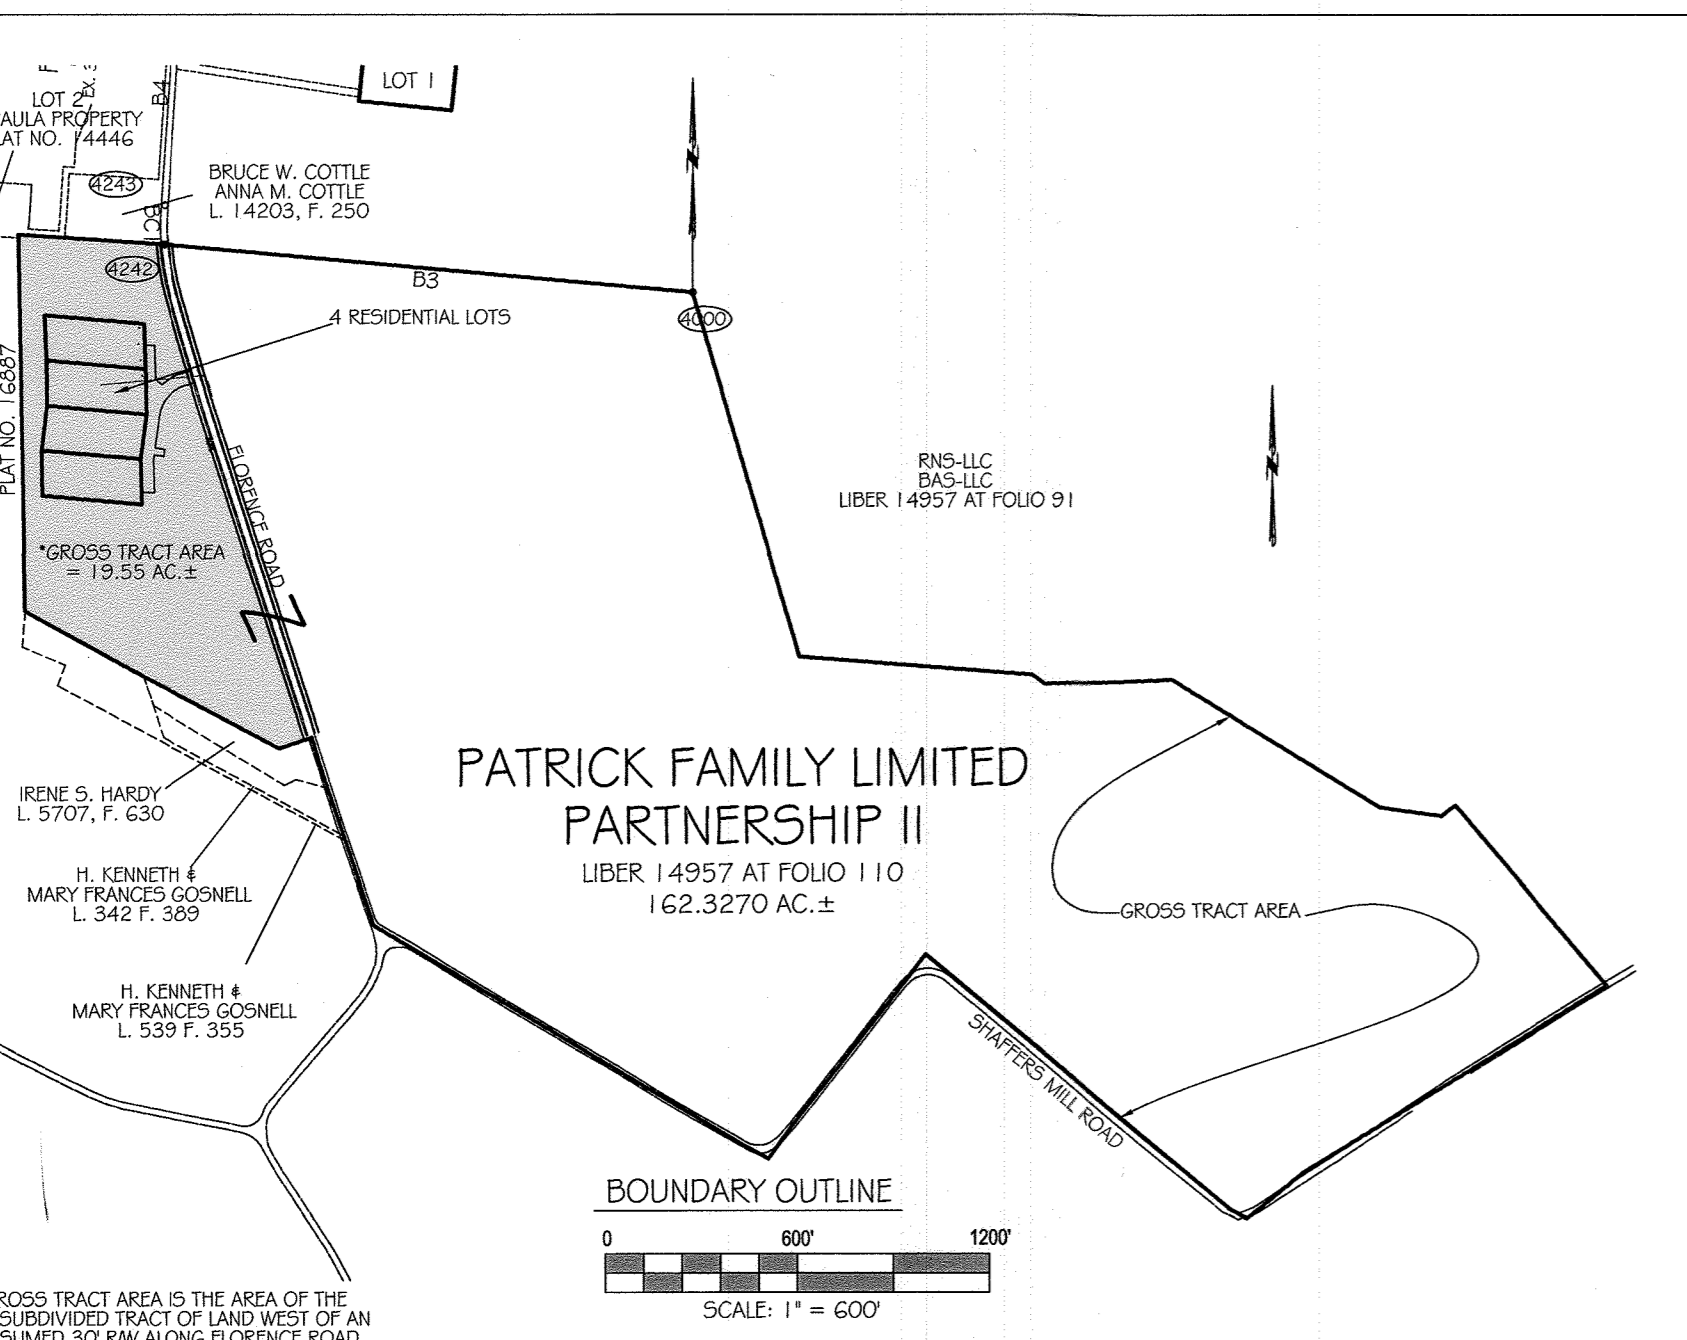 LOT 1
B4
LOT 2
AULA PROPERTY
AT NO. 14446
4243
BRUCE W. COTTLE
ANNA M. COTTLE
L. 14203, F. 250
4242
B3
4000
4 RESIDENTIAL LOTS
PLAT NO. 16887
FLORENCE ROAD
RNS-LLC
BAS-LLC
LIBER 14957 AT FOLIO 91
*GROSS TRACT AREA
= 19.55 AC.±
PATRICK FAMILY LIMITED
PARTNERSHIP II
LIBER 14957 AT FOLIO 110
162.3270 AC.±
IRENE S. HARDY
L. 5707, F. 630
H. KENNETH &
MARY FRANCES GOSNELL
L. 342 F. 389
GROSS TRACT AREA
H. KENNETH &
MARY FRANCES GOSNELL
L. 539 F. 355
SHAFFERS MILL ROAD
BOUNDARY OUTLINE
0 600' 1200'
SCALE: 1" = 600'
ROSS TRACT AREA IS THE AREA OF THE
SUBDIVIDED TRACT OF LAND WEST OF AN
SUMED 30' R/W ALONG FLORENCE ROAD